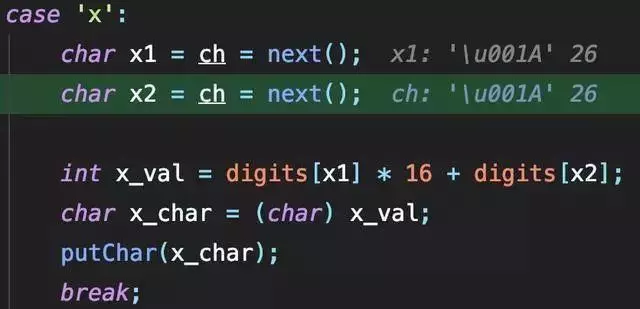 case 'x':
char x1 = ch = next(); x1: '\u001A' 26
char x2 = ch = next(); ch: '\u001A' 26
int x_val = digits[x1] * 16 + digits[x2];
char x_char = (char) x_val;
putChar(x_char);
break;